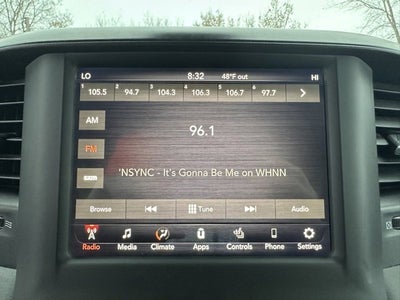 LO 8:32 48°F out HI
1 105.5 2 94.7 3 104.3 4 106.3 5 106.7 6 97.7
AM
96.1
FM
'NSYNC - It's Gonna Be Me on WHNN
Browse Tune Audio
Radio Media Climate Apps Controls Phone Settings